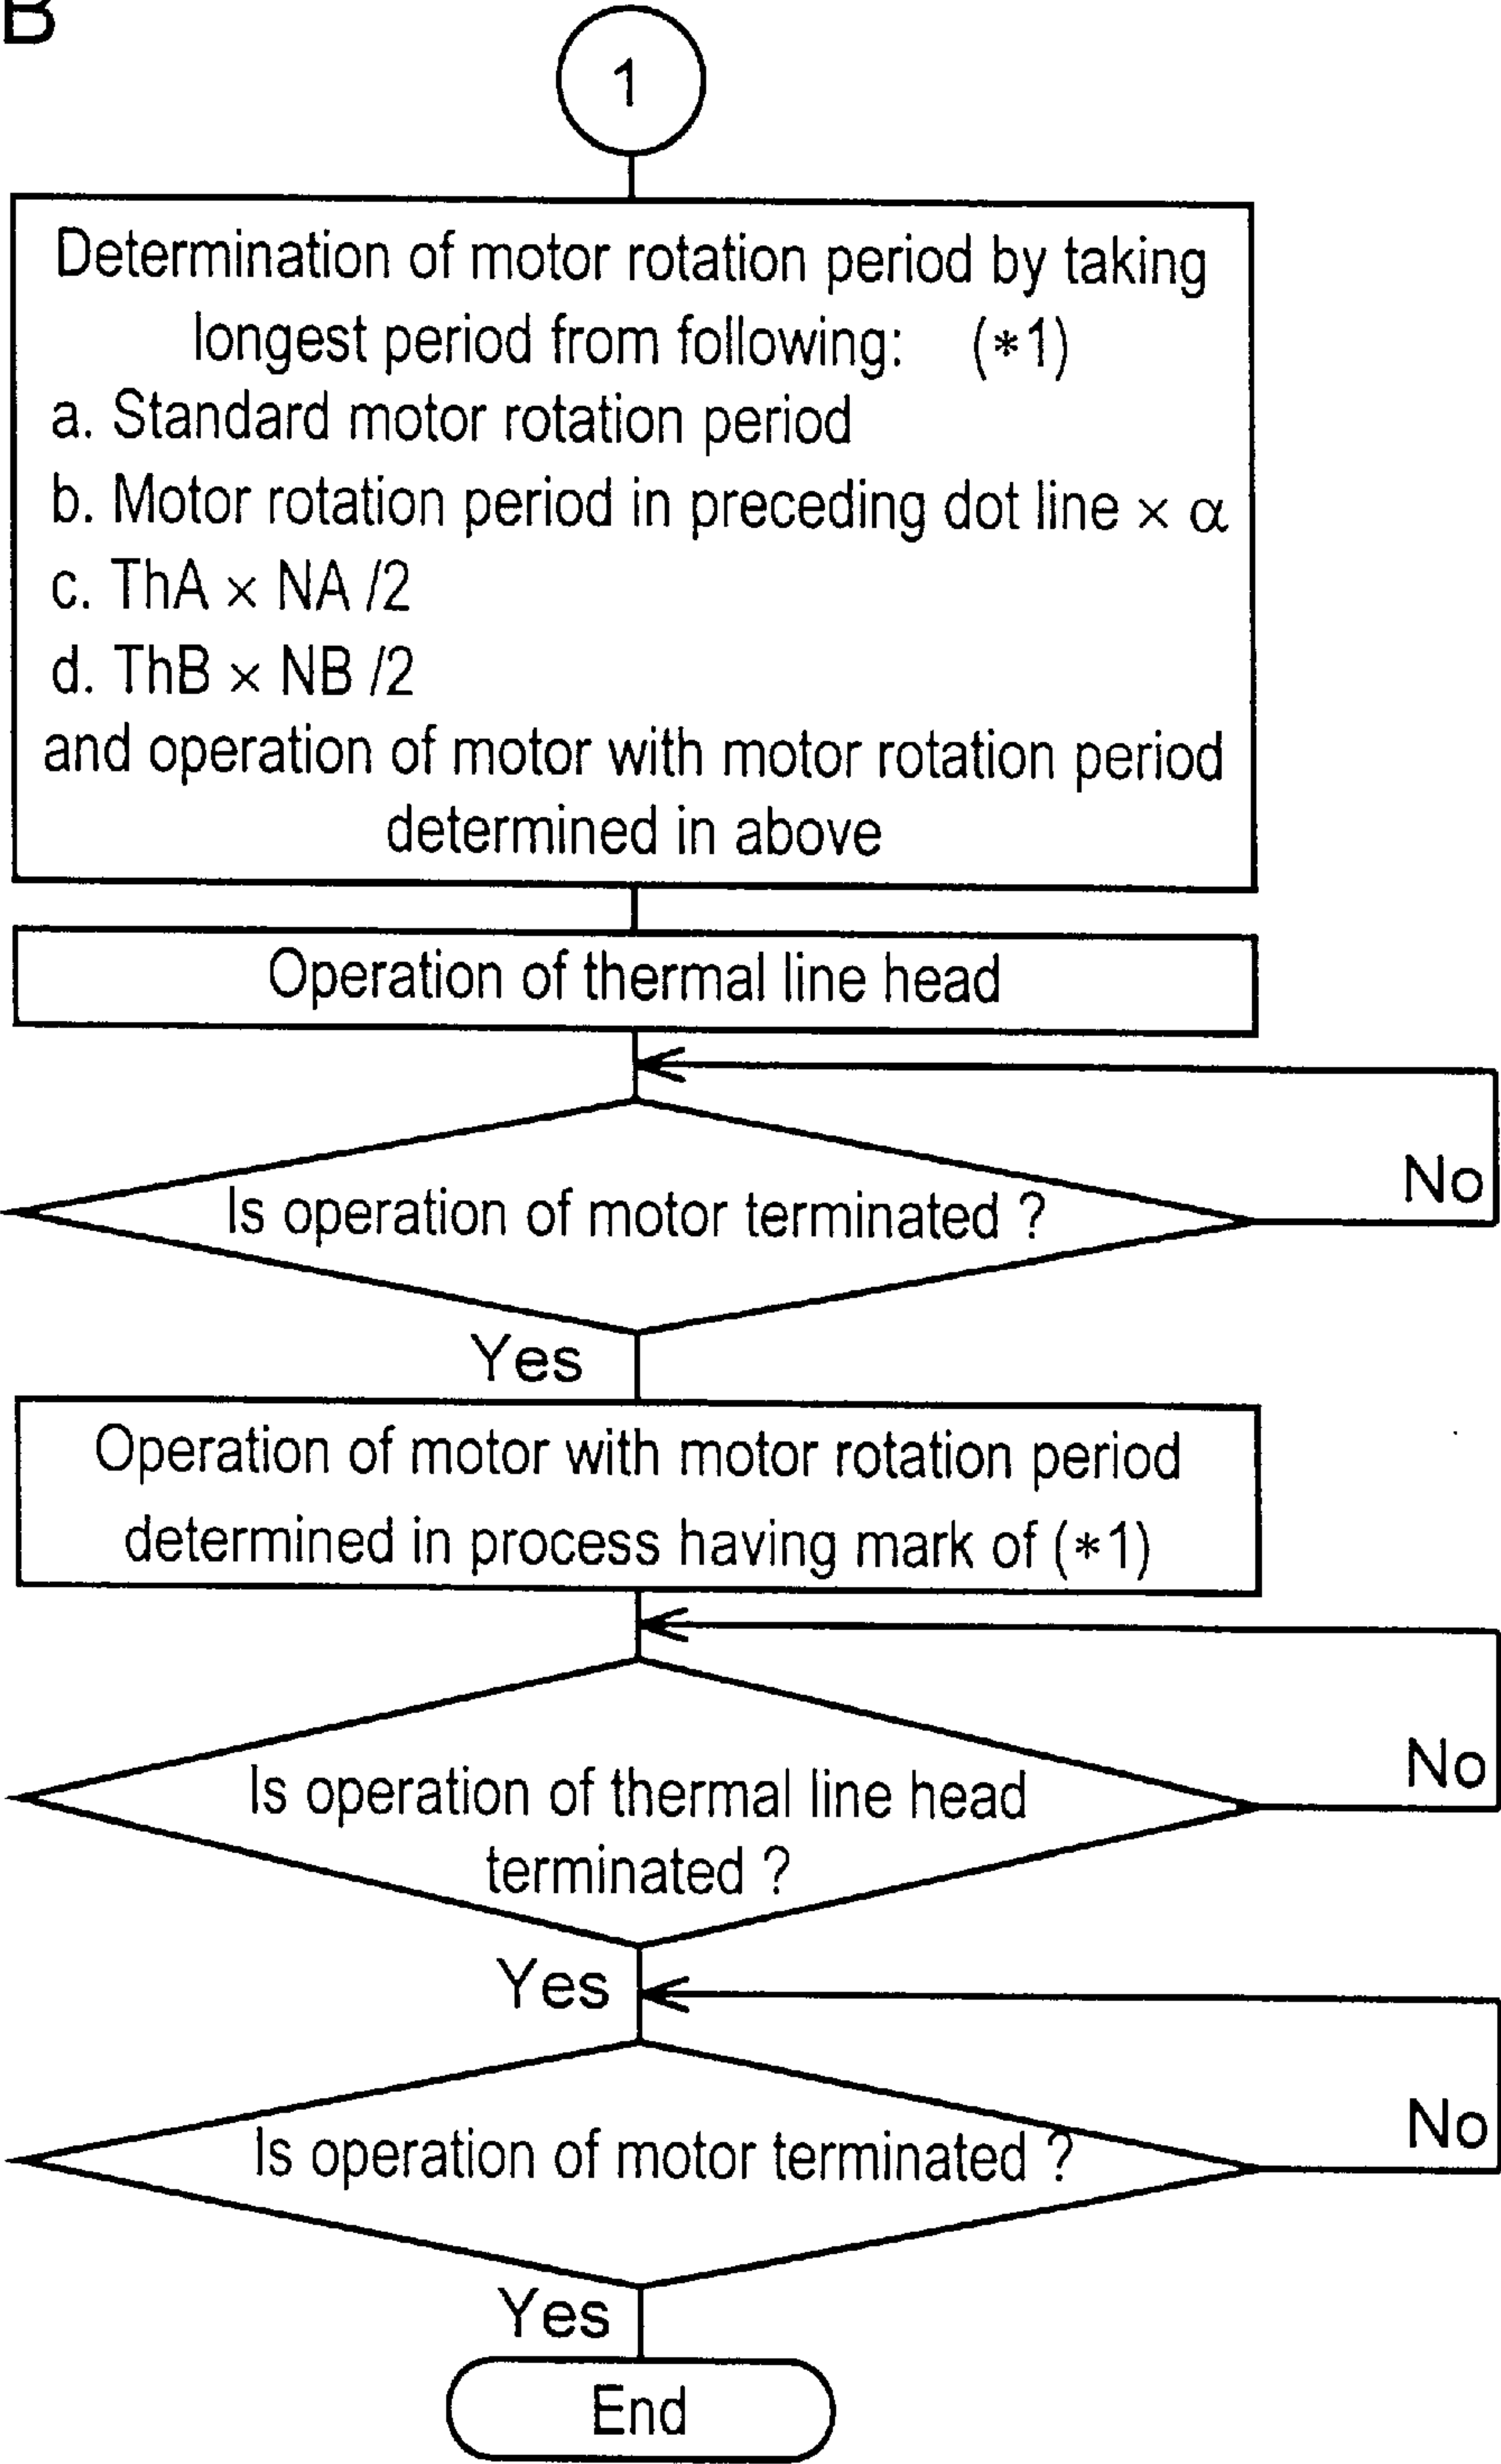 B
1
Determination of motor rotation period by taking
longest period from following: (*1)
a. Standard motor rotation period
b. Motor rotation period in preceding dot line × α
c. ThA × NA /2
d. ThB × NB /2
and operation of motor with motor rotation period
determined in above
Operation of thermal line head
No
Is operation of motor terminated ?
Yes
Operation of motor with motor rotation period
determined in process having mark of (*1)
No
Is operation of thermal line head
terminated ?
Yes
No
Is operation of motor terminated ?
Yes
End